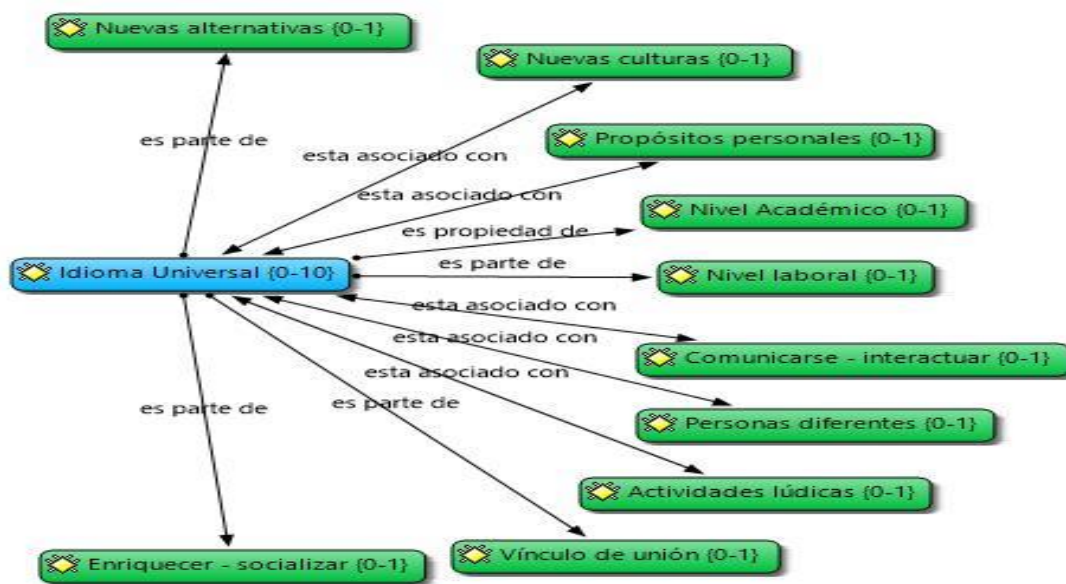 Nuevas alternativas {0-1}
Nuevas culturas {0-1}
es parte de
esta asociado con
Propósitos personales {0-1}
esta asociado con
Nivel Académico {0-1}
es propiedad de
Idioma Universal {0-10}
es parte de
Nivel laboral {0-1}
esta asociado con
Comunicarse - interactuar {0-1}
esta asociado con
esta asociado con
es parte de
es parte de
Personas diferentes {0-1}
Actividades lúdicas {0-1}
Enriquecer - socializar {0-1}
Vínculo de unión {0-1}